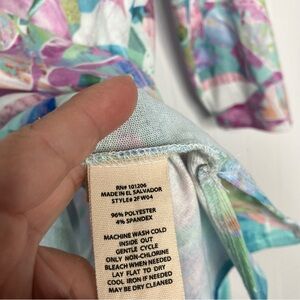 RN# 101206
MADE IN EL SALVADOR
STYLE# 2FW04
96% POLYESTER
4% SPANDEX
MACHINE WASH COLD
INSIDE OUT
GENTLE CYCLE
ONLY NON-CHLORINE
BLEACH WHEN NEEDED
LAY FLAT TO DRY
COOL IRON IF NEEDED
MAY BE DRY CLEAN